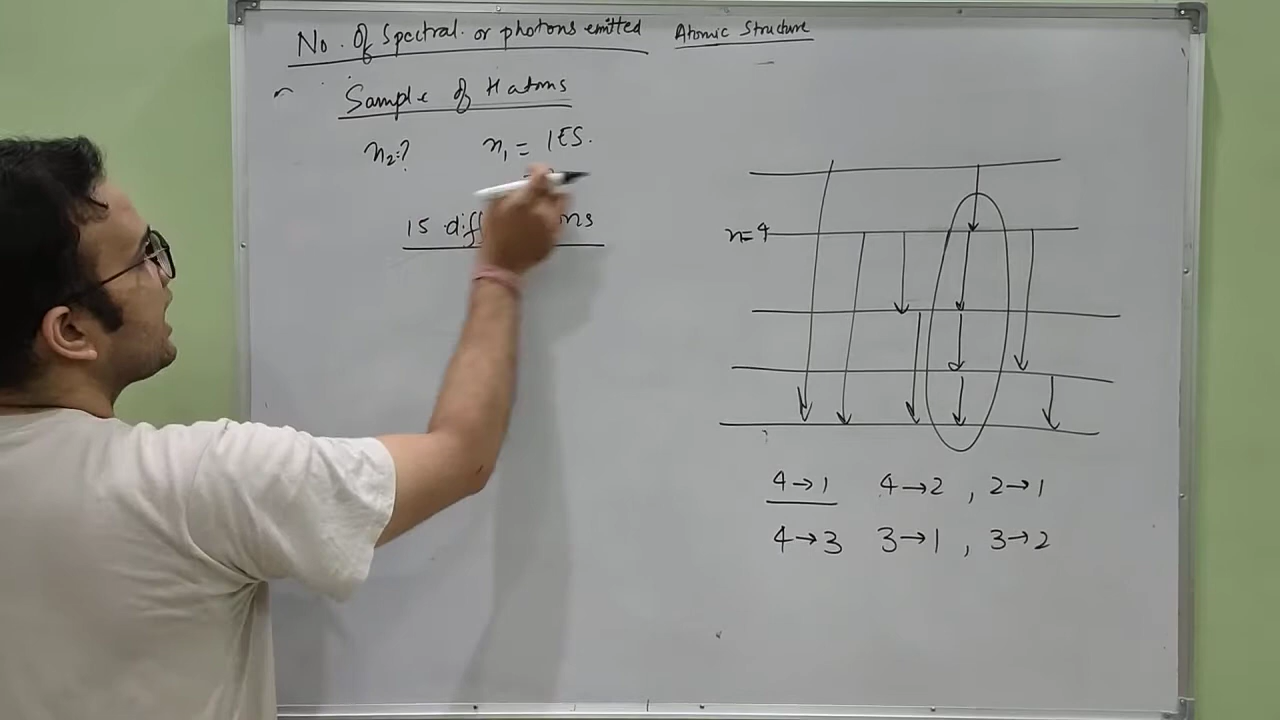 No. Of Spectral. or photons emitted
Atomic Structure
Sample of H atoms
n₂=? n₁ = 1ES.
15 diff
ns
n=4
4→1 4→2 , 2→1
4→3 3→1 , 3→2